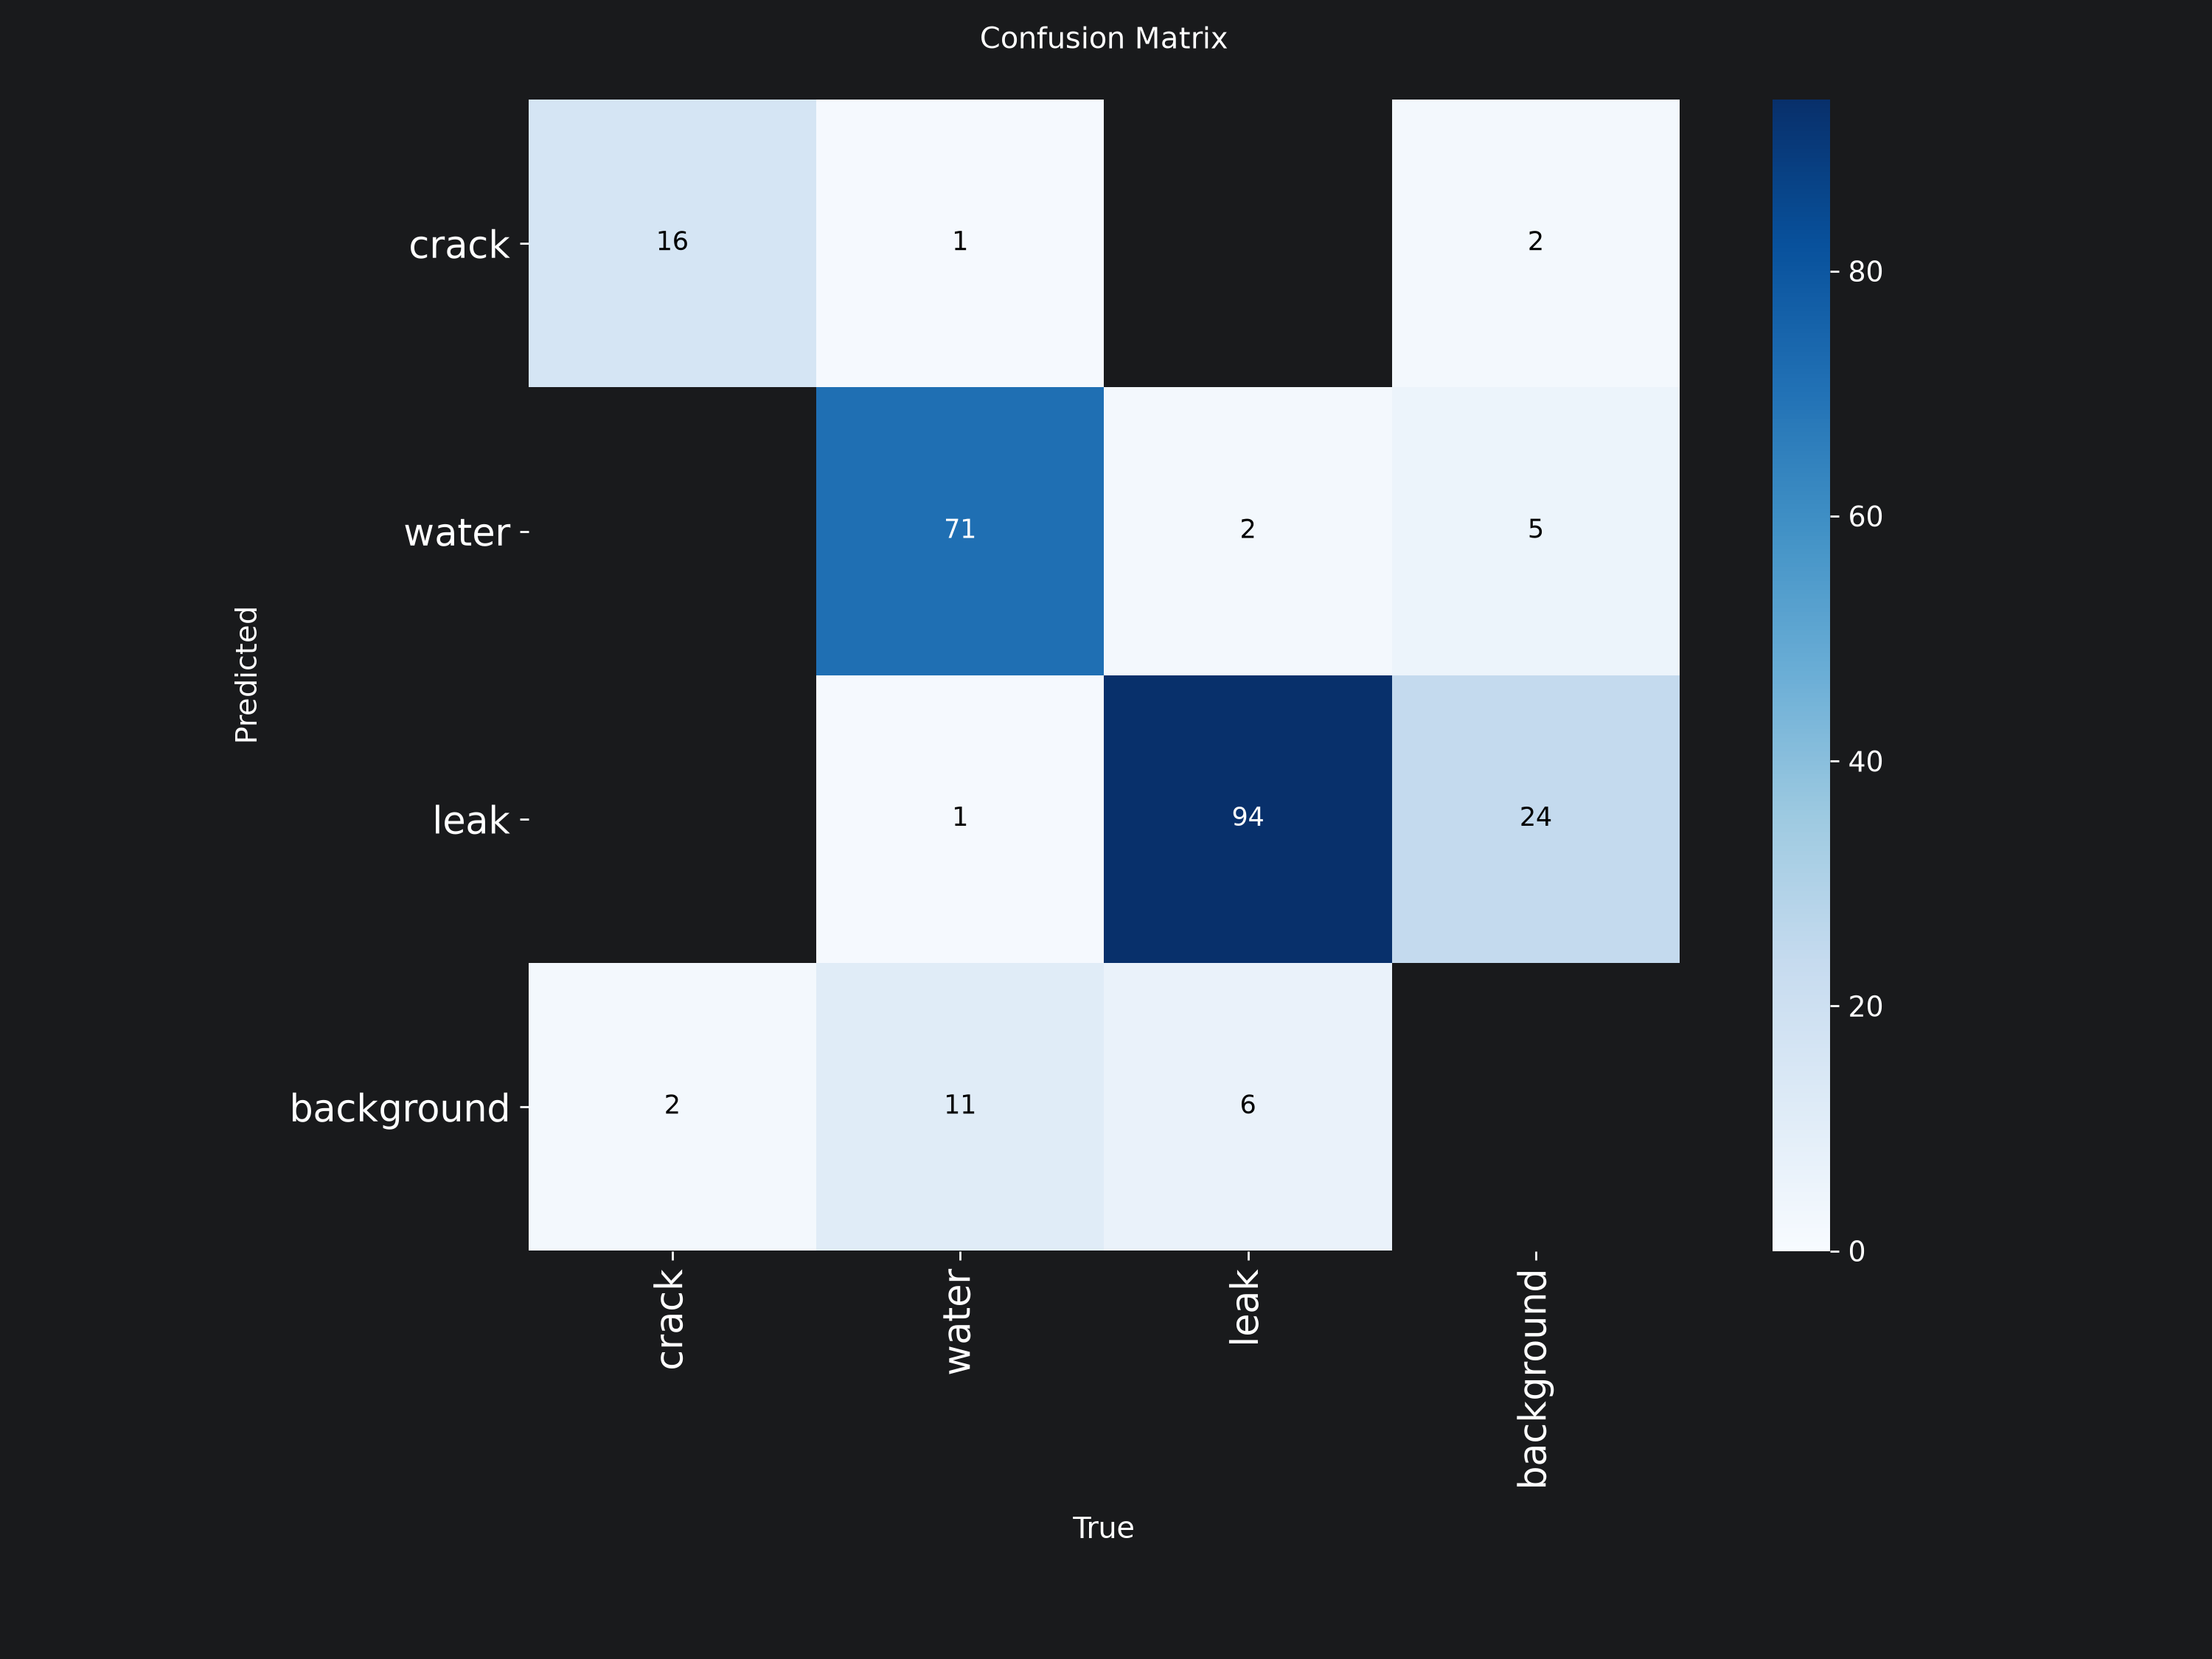 Confusion Matrix
crack 16 1 2
water 71 2 5
leak 1 94 24
background 2 11 6
crack water leak background
Predicted
True
80
60
40
20
0